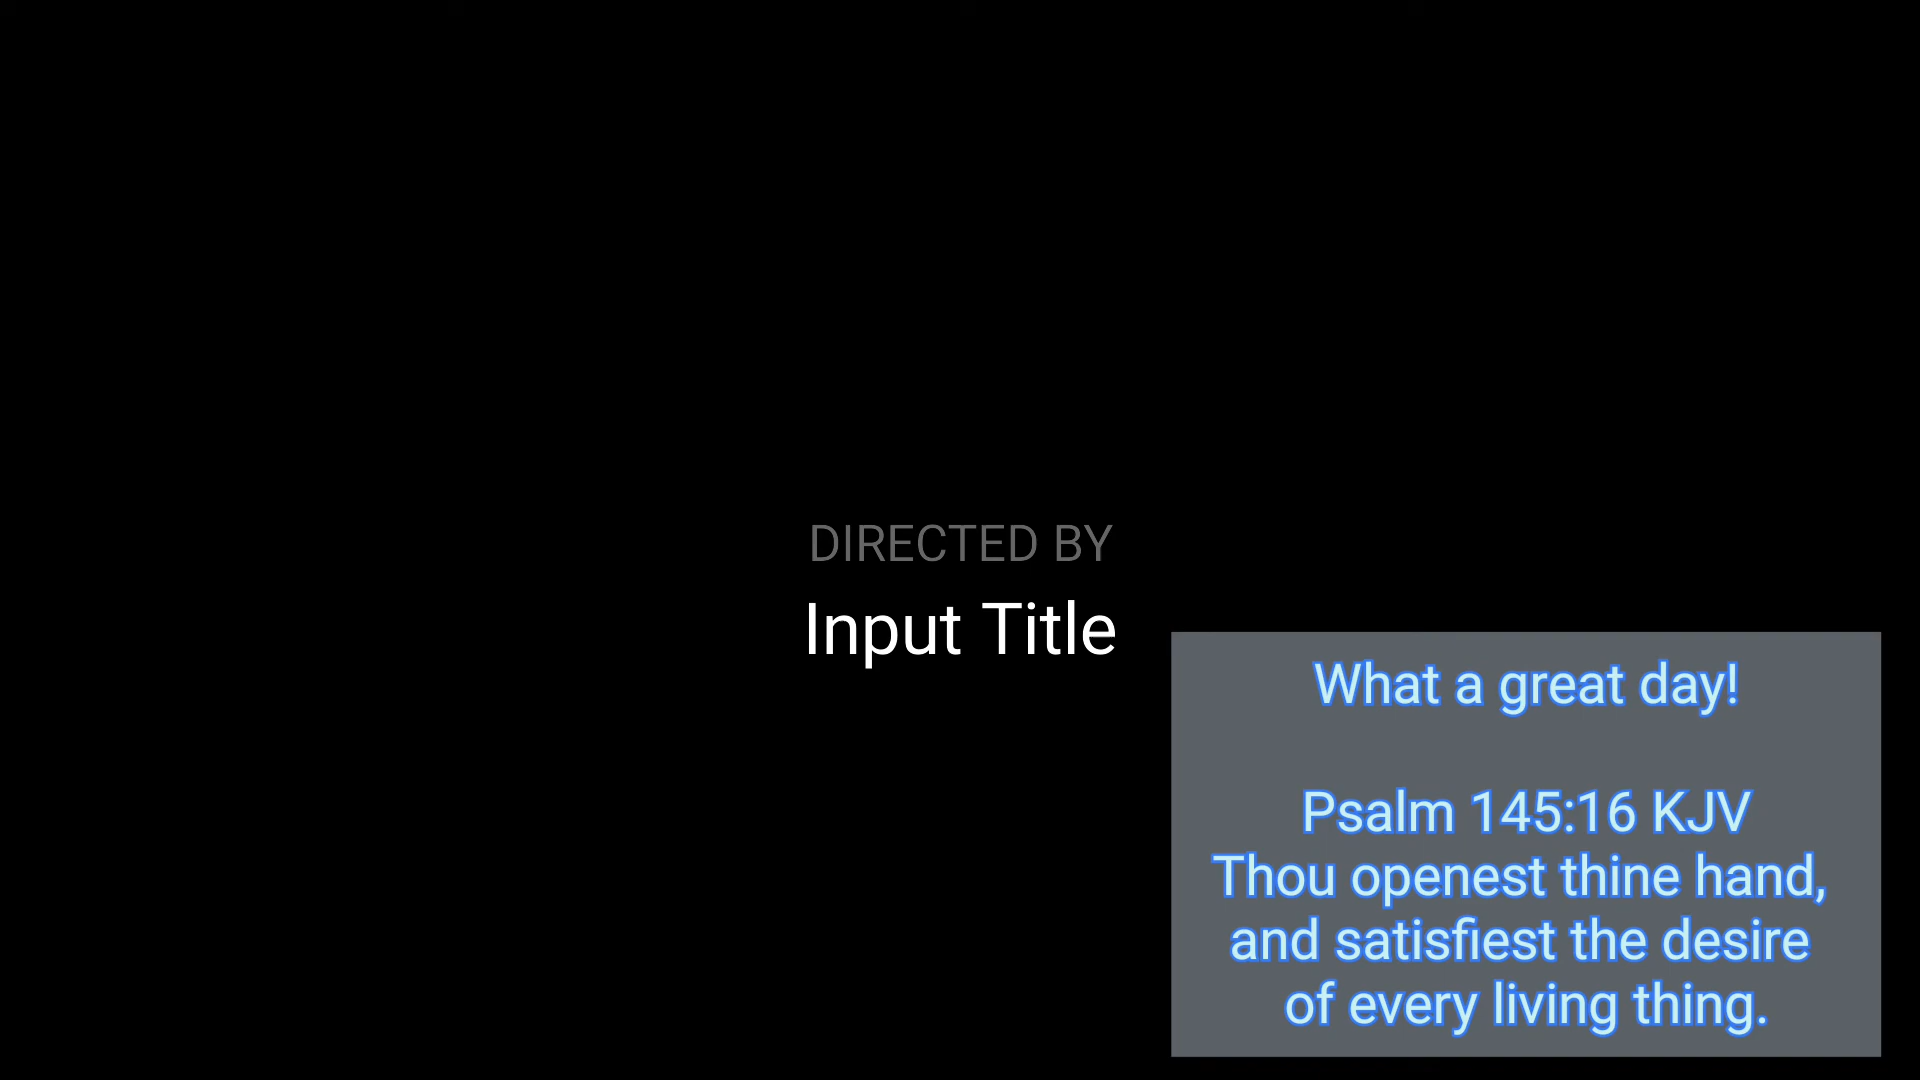 DIRECTED BY
Input Title
What a great day!
Psalm 145:16 KJV
Thou openest thine hand,
and satisfiest the desire
of every living thing.